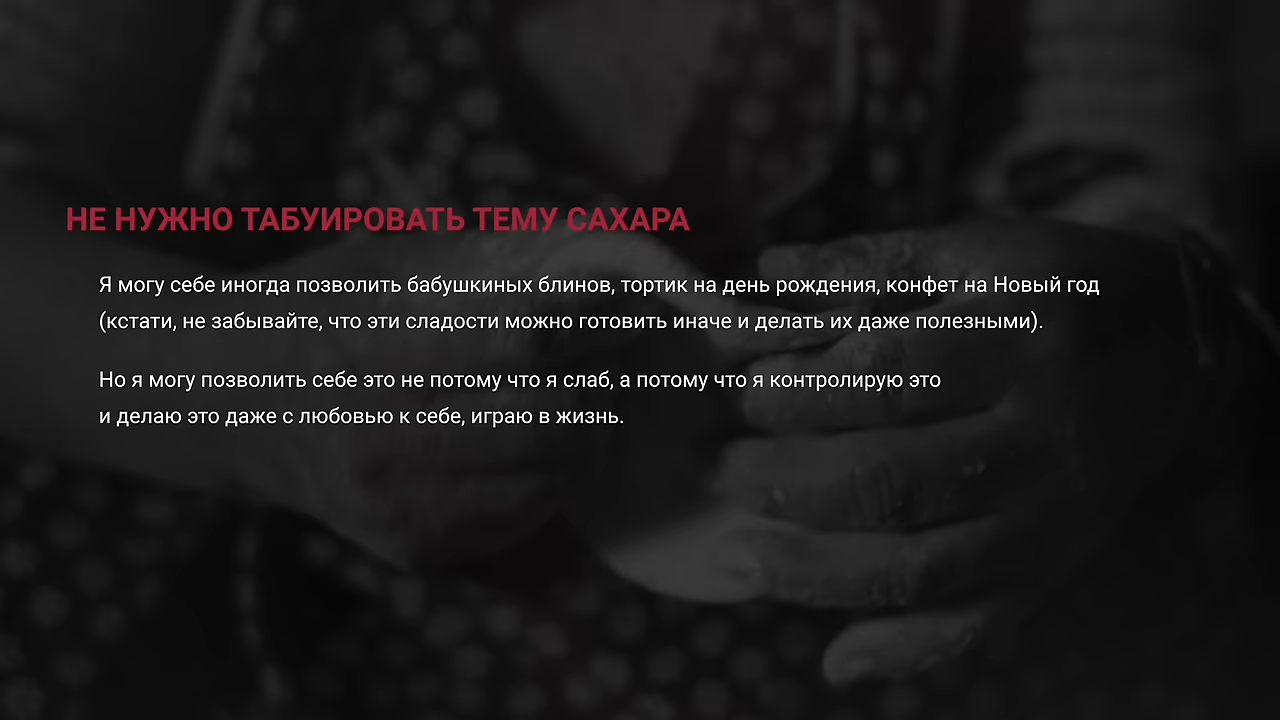 НЕ НУЖНО ТАБУИРОВАТЬ ТЕМУ САХАРА
Я могу себе иногда позволить бабушкиных блинов, тортик на день рождения, конфет на Новый год
(кстати, не забывайте, что эти сладости можно готовить иначе и делать их даже полезными).
Но я могу позволить себе это не потому что я слаб, а потому что я контролирую это
и делаю это даже с любовью к себе, играю в жизнь.